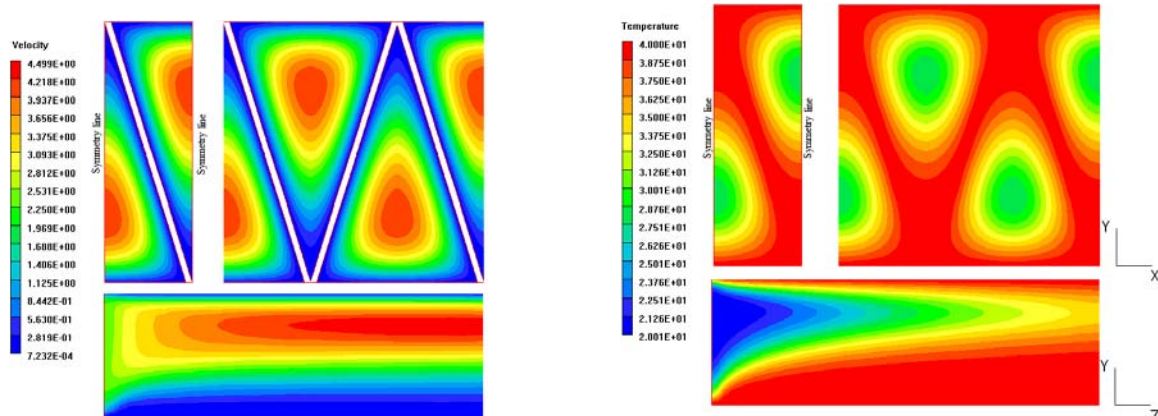 Velocity
4.499E+00
4.218E+00
3.937E+00
3.656E+00
3.375E+00
3.093E+00
2.812E+00
2.531E+00
2.250E+00
1.969E+00
1.688E+00
1.406E+00
1.125E+00
8.442E-01
5.630E-01
2.819E-01
7.232E-04
Symmetry line
Symmetry line
Temperature
4.000E+01
3.875E+01
3.750E+01
3.625E+01
3.500E+01
3.375E+01
3.250E+01
3.126E+01
3.001E+01
2.876E+01
2.751E+01
2.626E+01
2.501E+01
2.376E+01
2.251E+01
2.126E+01
2.001E+01
Symmetry line
Symmetry line
Y
X
Y
Z